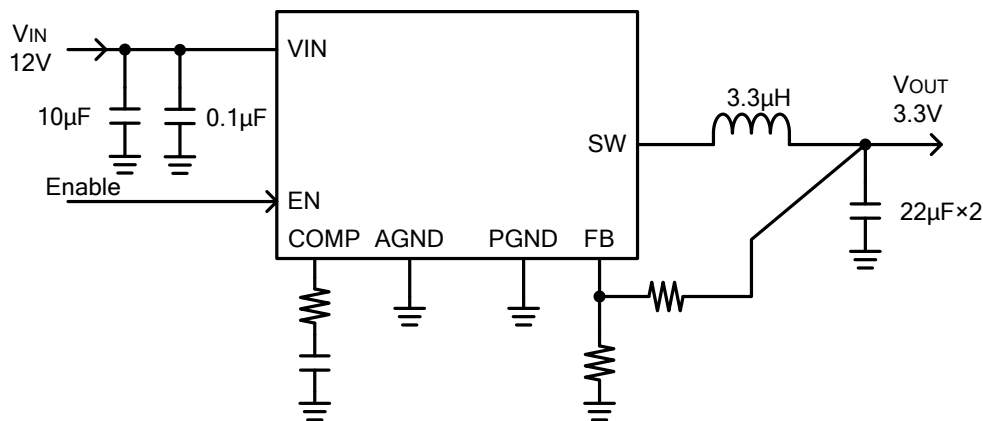 VIN
12V
VIN
10µF
0.1µF
3.3µH
VOUT
3.3V
SW
Enable
EN
22µF×2
COMP
AGND
PGND
FB